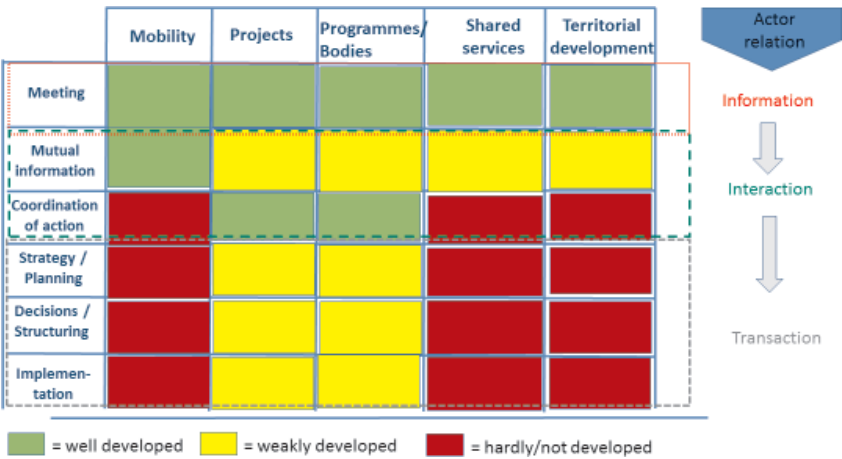 Mobility
Projects
Programmes/
Bodies
Shared
services
Territorial
development
Actor
relation
Meeting
Information
Mutual
information
Interaction
Coordination
of action
Strategy /
Planning
Decisions /
Structuring
Transaction
Implemen-
tation
= well developed
= weakly developed
= hardly/not developed